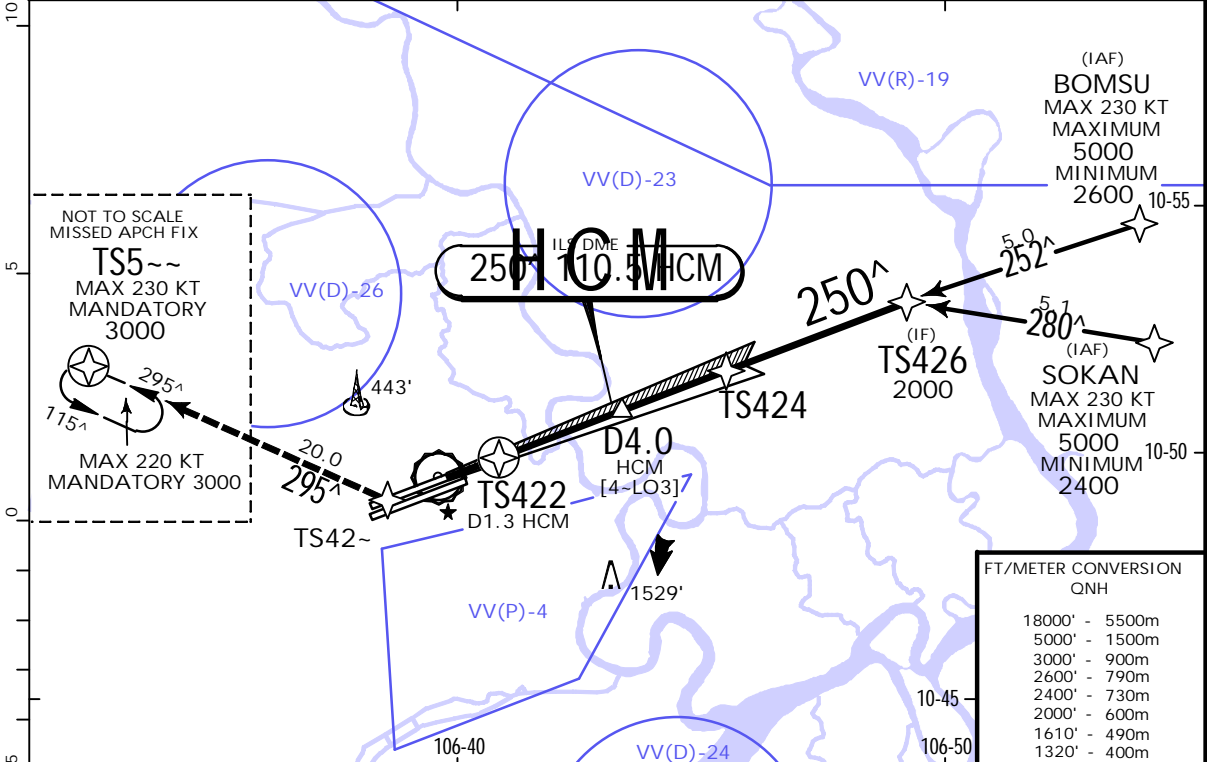 10
5
0
5
VV(R)-19
(IAF)
BOMSU
MAX 230 KT
MAXIMUM
5000
MINIMUM
2600
10-55
VV(D)-23
NOT TO SCALE
MISSED APCH FIX
TS5~~
MAX 230 KT
MANDATORY
3000
295^
115^
MAX 220 KT
MANDATORY 3000
VV(D)-26
HCM
ILS DME
250^ 110.5 HCM
250^
5.0
252^
5.1
280^
(IF)
TS426
2000
(IAF)
SOKAN
MAX 230 KT
MAXIMUM
5000
MINIMUM
2400
10-50
443'
TS424
D4.0
HCM
[4~LO3]
20.0
295^
TS422
D1.3 HCM
TS42~
1529'
VV(P)-4
FT/METER CONVERSION
QNH
18000' - 5500m
5000' - 1500m
3000' - 900m
2600' - 790m
2400' - 730m
2000' - 600m
1610' - 490m
1320' - 400m
10-45
106-40
VV(D)-24
106-50